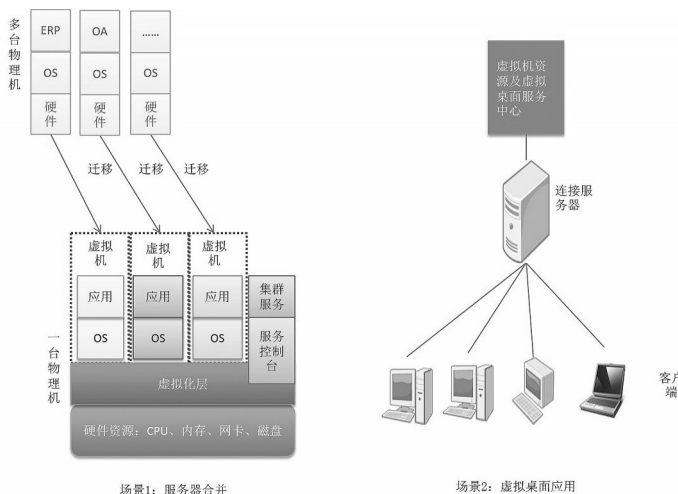 多台物理机
ERP
OA
……
OS
OS
OS
硬件
硬件
硬件
迁移
迁移
迁移
虚拟机
虚拟机
虚拟机
应用
应用
应用
集群服务
OS
OS
OS
服务控制台
一台物理机
虚拟化层
硬件资源：CPU、内存、网卡、磁盘
场景1：服务器合并
虚拟机资
源及虚拟
桌面服务
中心
连接服
务器
客户
端
场景2：虚拟桌面应用